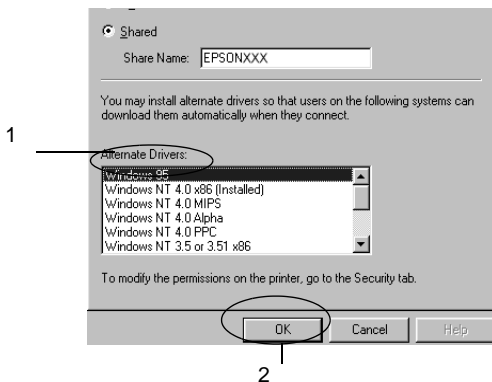 Shared
Share Name: EPSONXXX
You may install alternate drivers so that users on the following systems can
download them automatically when they connect.
1
Alternate Drivers:
Windows 95
Windows NT 4.0 x86 (Installed)
Windows NT 4.0 MIPS
Windows NT 4.0 Alpha
Windows NT 4.0 PPC
Windows NT 3.5 or 3.51 x86
To modify the permissions on the printer, go to the Security tab.
OK Cancel Help
2